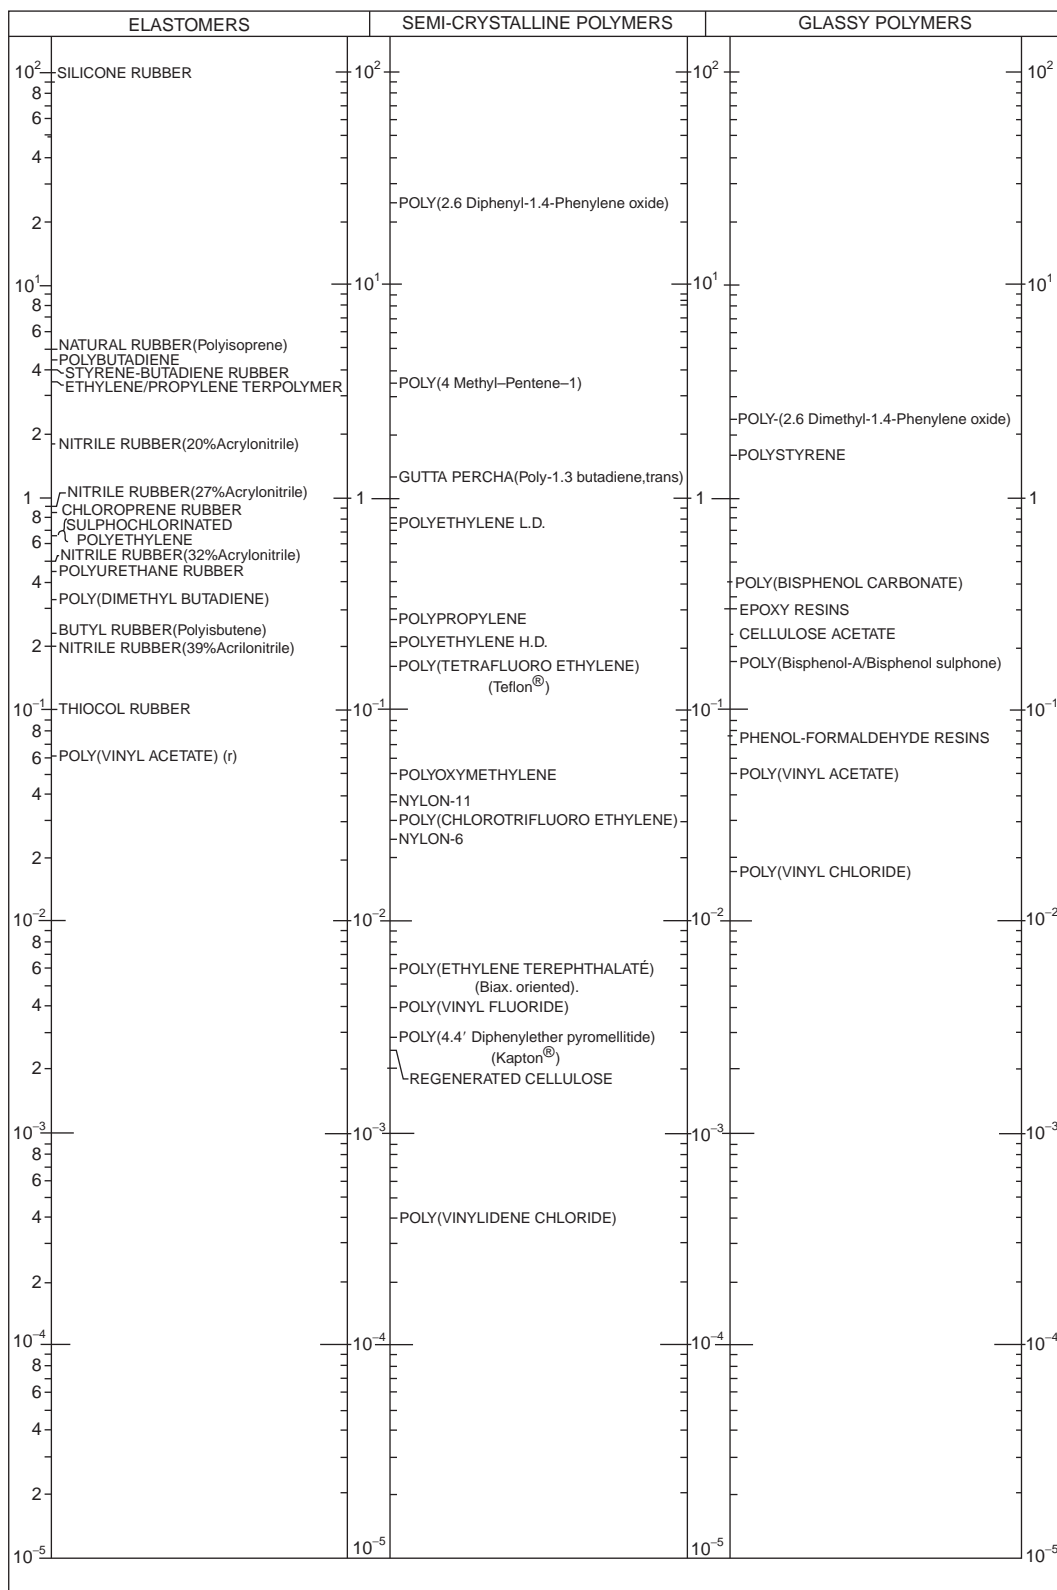 ELASTOMERS
SEMI-CRYSTALLINE POLYMERS
GLASSY POLYMERS
10²
SILICONE RUBBER
8
6
4
2
10¹
8
6
NATURAL RUBBER(Polyisoprene)
POLYBUTADIENE
4
STYRENE-BUTADIENE RUBBER
ETHYLENE/PROPYLENE TERPOLYMER
2
NITRILE RUBBER(20%Acrylonitrile)
1
NITRILE RUBBER(27%Acrylonitrile)
CHLOROPRENE RUBBER
8
SULPHOCHLORINATED
POLYETHYLENE
6
NITRILE RUBBER(32%Acrylonitrile)
POLYURETHANE RUBBER
4
POLY(DIMETHYL BUTADIENE)
BUTYL RUBBER(Polyisbutene)
2
NITRILE RUBBER(39%Acrilonitrile)
10⁻¹
THIOCOL RUBBER
8
6
POLY(VINYL ACETATE) (r)
4
2
10⁻²
8
6
4
2
10⁻³
8
6
4
2
10⁻⁴
8
6
4
2
10⁻⁵
10²
POLY(2.6 Diphenyl-1.4-Phenylene oxide)
10¹
POLY(4 Methyl–Pentene–1)
GUTTA PERCHA(Poly-1.3 butadiene,trans)
1
POLYETHYLENE L.D.
POLYPROPYLENE
POLYETHYLENE H.D.
POLY(TETRAFLUORO ETHYLENE)
(Teflon®)
10⁻¹
POLYOXYMETHYLENE
NYLON-11
POLY(CHLOROTRIFLUORO ETHYLENE)
NYLON-6
10⁻²
POLY(ETHYLENE TEREPHTHALATÉ)
(Biax. oriented).
POLY(VINYL FLUORIDE)
POLY(4.4′ Diphenylether pyromellitide)
(Kapton®)
REGENERATED CELLULOSE
10⁻³
POLY(VINYLIDENE CHLORIDE)
10⁻⁴
10⁻⁵
10²
10¹
POLY-(2.6 Dimethyl-1.4-Phenylene oxide)
POLYSTYRENE
1
POLY(BISPHENOL CARBONATE)
EPOXY RESINS
CELLULOSE ACETATE
POLY(Bisphenol-A/Bisphenol sulphone)
10⁻¹
PHENOL-FORMALDEHYDE RESINS
POLY(VINYL ACETATE)
POLY(VINYL CHLORIDE)
10⁻²
10⁻³
10⁻⁴
10⁻⁵
10²
10¹
1
10⁻¹
10⁻²
10⁻³
10⁻⁴
10⁻⁵